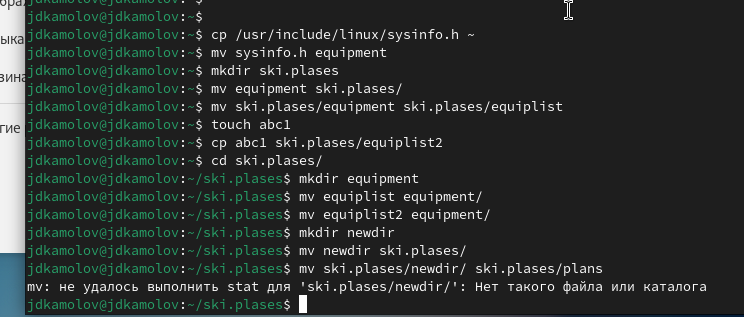 jdkamolov@jdkamolov:~$
jdkamolov@jdkamolov:~$
jdkamolov@jdkamolov:~$ cp /usr/include/linux/sysinfo.h ~
jdkamolov@jdkamolov:~$ mv sysinfo.h equipment
jdkamolov@jdkamolov:~$ mkdir ski.plases
jdkamolov@jdkamolov:~$ mv equipment ski.plases/
jdkamolov@jdkamolov:~$ mv ski.plases/equipment ski.plases/equiplist
jdkamolov@jdkamolov:~$ touch abc1
jdkamolov@jdkamolov:~$ cp abc1 ski.plases/equiplist2
jdkamolov@jdkamolov:~$ cd ski.plases/
jdkamolov@jdkamolov:~/ski.plases$ mkdir equipment
jdkamolov@jdkamolov:~/ski.plases$ mv equiplist equipment/
jdkamolov@jdkamolov:~/ski.plases$ mv equiplist2 equipment/
jdkamolov@jdkamolov:~/ski.plases$ mkdir newdir
jdkamolov@jdkamolov:~/ski.plases$ mv newdir ski.plases/
jdkamolov@jdkamolov:~/ski.plases$ mv ski.plases/newdir/ ski.plases/plans
mv: не удалось выполнить stat для 'ski.plases/newdir/': Нет такого файла или каталога
jdkamolov@jdkamolov:~/ski.plases$